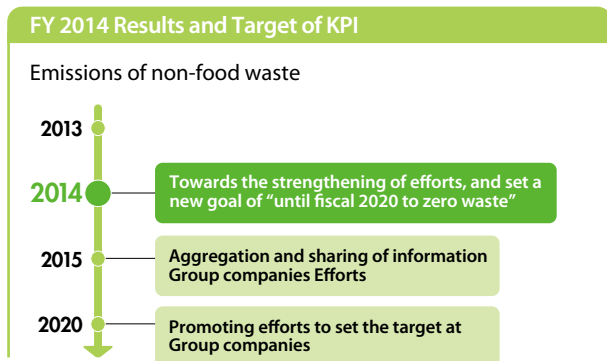 FY 2014 Results and Target of KPI
Emissions of non-food waste
2013
2014
Towards the strengthening of efforts, and set a
new goal of “until fiscal 2020 to zero waste”
2015
Aggregation and sharing of information
Group companies Efforts
2020
Promoting efforts to set the target at
Group companies